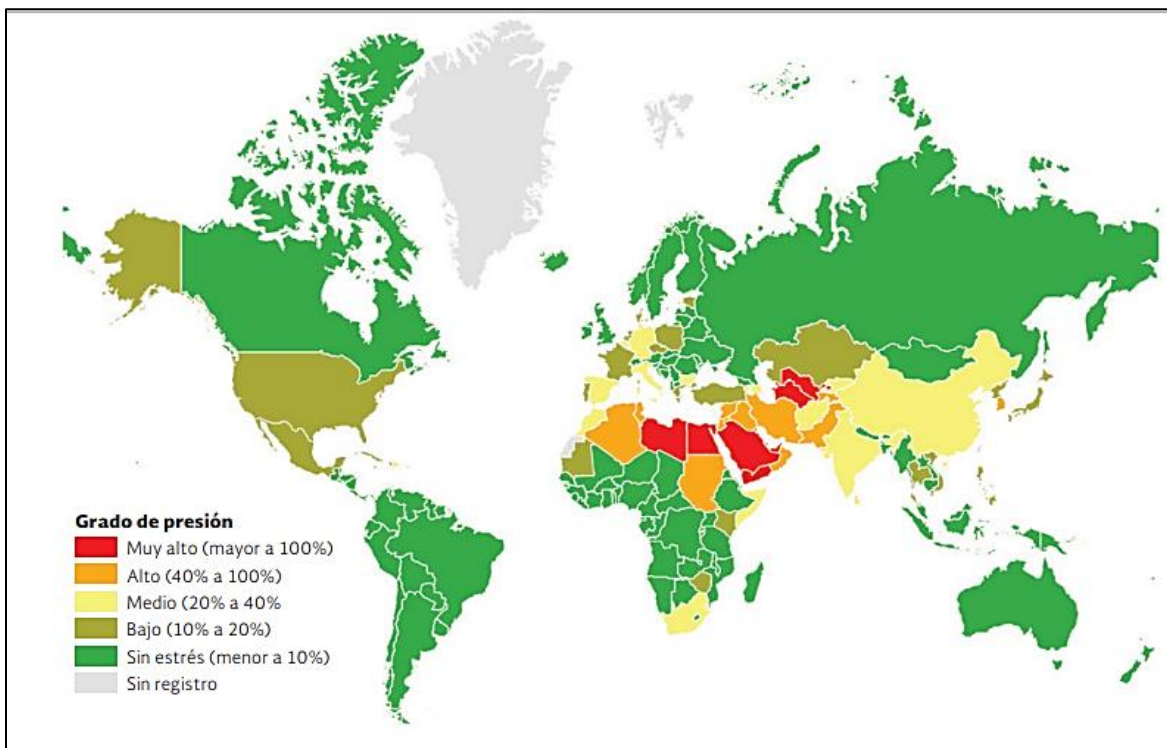 Grado de presión
Muy alto (mayor a 100%)
Alto (40% a 100%)
Medio (20% a 40%
Bajo (10% a 20%)
Sin estrés (menor a 10%)
Sin registro